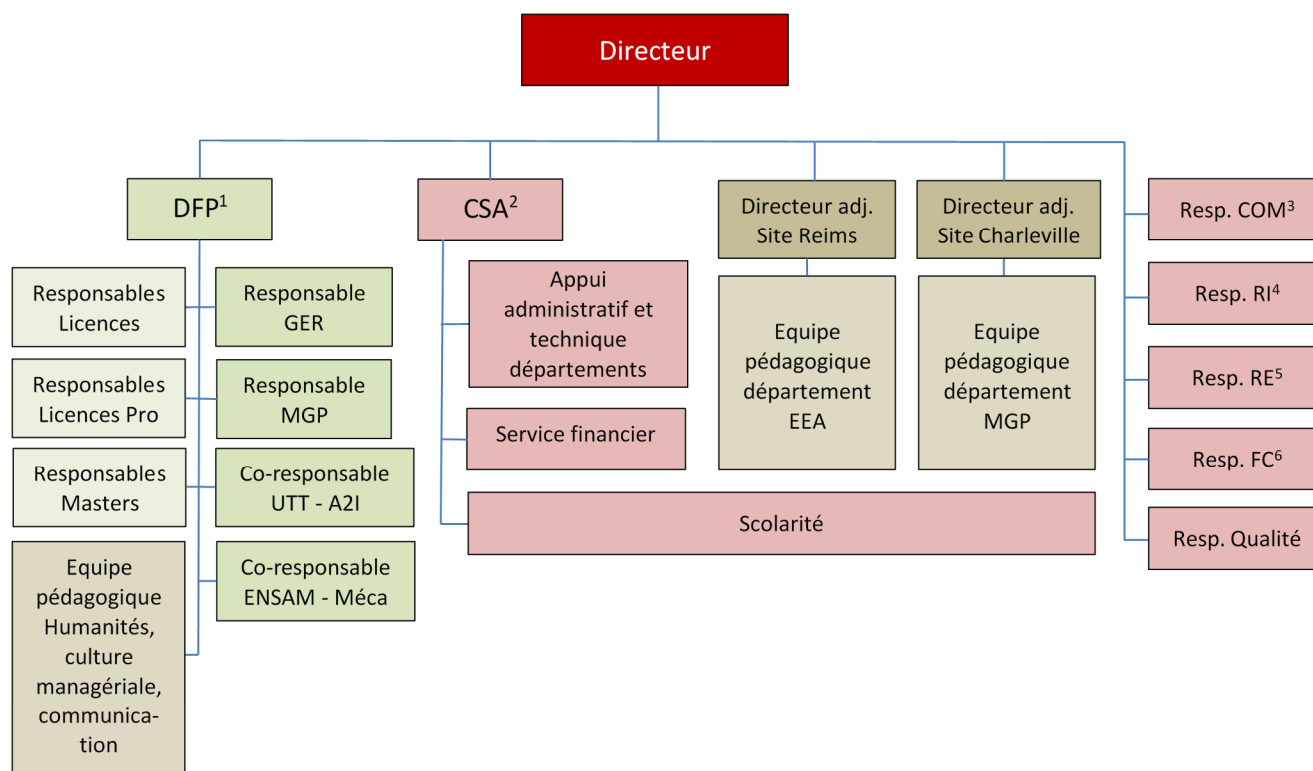 Directeur
DFP¹
CSA²
Directeur adj.
Site Reims
Directeur adj.
Site Charleville
Resp. COM³
Responsables
Licences
Responsable
GER
Appui
administratif et
technique
départements
Equipe
pédagogique
département
EEA
Equipe
pédagogique
département
MGP
Resp. RI⁴
Responsables
Licences Pro
Responsable
MGP
Resp. RE⁵
Service financier
Resp. FC⁶
Responsables
Masters
Co-responsable
UTT - A2I
Scolarité
Resp. Qualité
Equipe
pédagogique
Humanités,
culture
managériale,
communica-
tion
Co-responsable
ENSAM - Méca